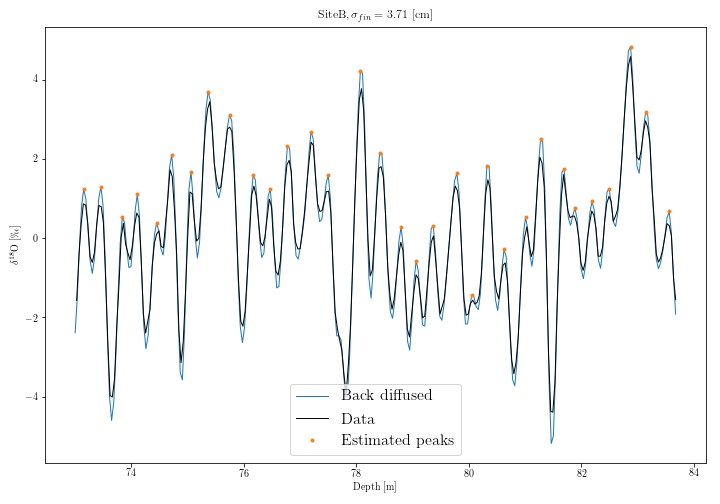 SiteB, σ_fin = 3.71 [cm]
δ¹⁸O [‰]
4
2
0
−2
−4
74 76 78 80 82 84
Depth [m]
Back diffused
Data
Estimated peaks